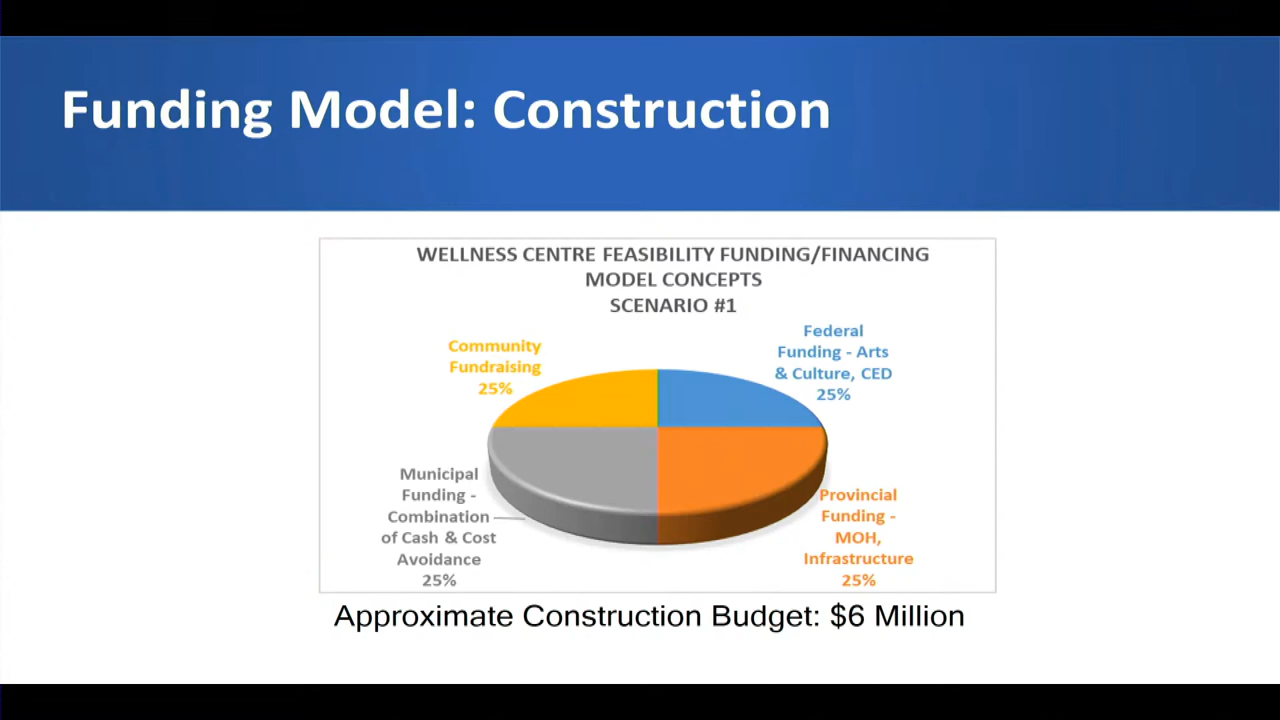 Funding Model: Construction
WELLNESS CENTRE FEASIBILITY FUNDING/FINANCING
MODEL CONCEPTS
SCENARIO #1
Community
Fundraising
25%
Federal
Funding - Arts
& Culture, CED
25%
Municipal
Funding -
Combination
of Cash & Cost
Avoidance
25%
Provincial
Funding -
MOH,
Infrastructure
25%
Approximate Construction Budget: $6 Million